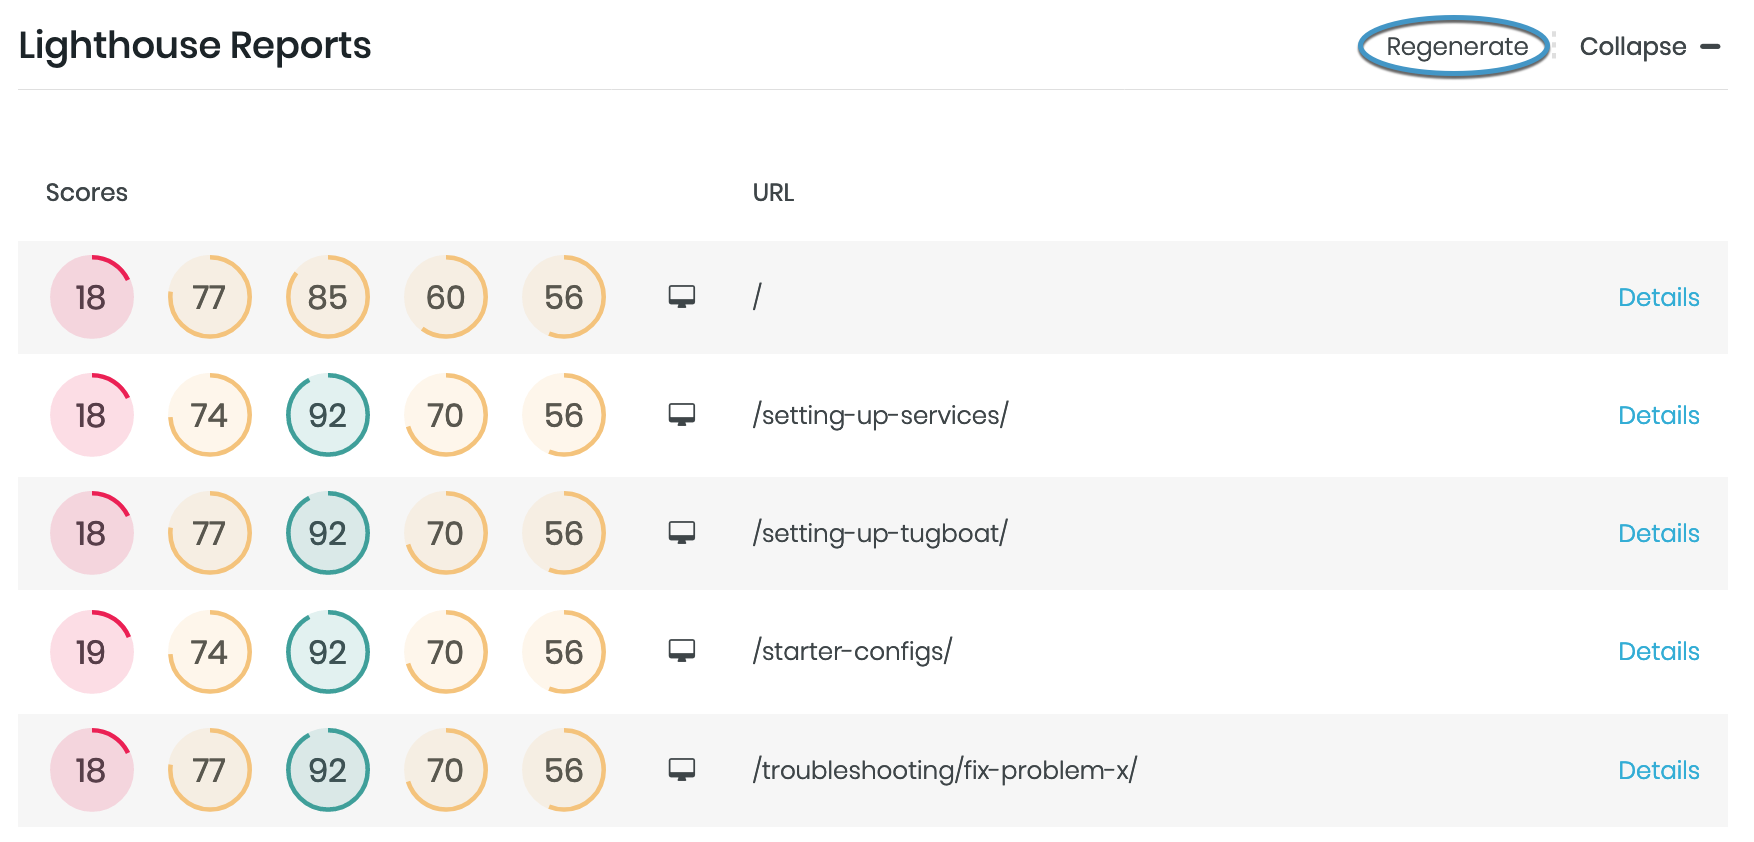 Lighthouse Reports Regenerate Collapse
Scores URL
18 77 85 60 56 / Details
18 74 92 70 56 /setting-up-services/ Details
18 77 92 70 56 /setting-up-tugboat/ Details
19 74 92 70 56 /starter-configs/ Details
18 77 92 70 56 /troubleshooting/fix-problem-x/ Details